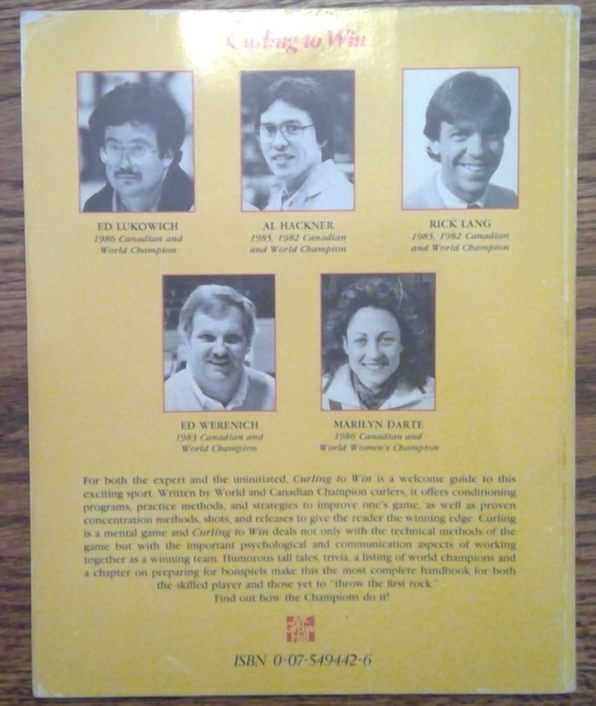 Curling to Win
ED LUKOWICH
1986 Canadian and
World Champion
AL HACKNER
1985, 1982 Canadian
and World Champion
RICK LANG
1985, 1982 Canadian
and World Champion
ED WERENICH
1983 Canadian and
World Champion
MARILYN DARTE
1986 Canadian and
World Women's Champion
For both the expert and the uninitiated, Curling to Win is a welcome guide to this
exciting sport. Written by World and Canadian Champion curlers, it offers conditioning
programs, practice methods, and strategies to improve one's game, as well as proven
concentration methods, shots, and releases to give the reader the winning edge. Curling
is a mental game and Curling to Win deals not only with the technical methods of the
game but with the important psychological and communication aspects of working
together as a winning team. Humorous tall tales, trivia, a listing of world champions and
a chapter on preparing for bonspiels make this the most complete handbook for both
the skilled player and those yet to "throw the first rock."
Find out how the Champions do it!
ISBN 0-07-549442-6